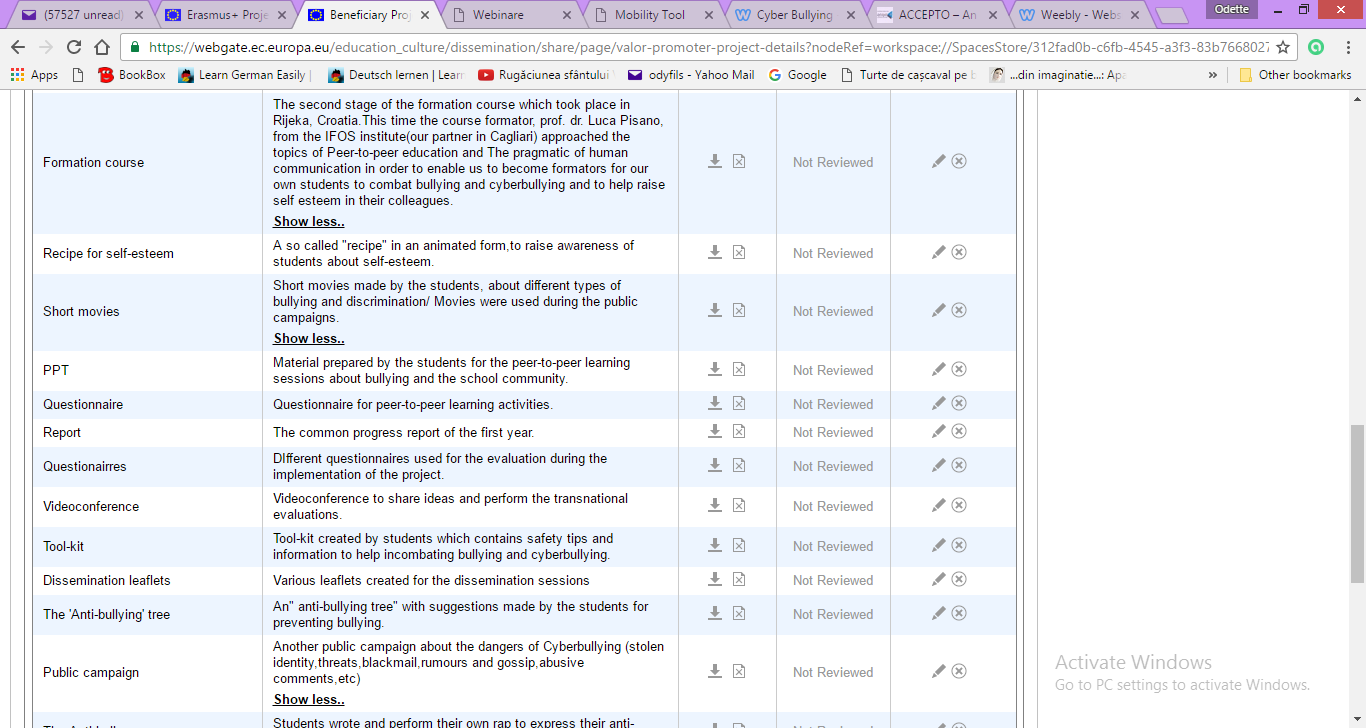 (57527 unread)
Erasmus+ Proje
Beneficiary Proj
Webinare
Mobility Tool
Cyber Bullying
ACCEPTO – An
Weebly - Webs
Odette
https://webgate.ec.europa.eu/education_culture/dissemination/share/page/valor-promoter-project-details?nodeRef=workspace://SpacesStore/312fad0b-c6fb-4545-a3f3-83b7668027
Apps
BookBox
Learn German Easily |
Deutsch lernen | Lear
Rugăciunea sfântului
odyfils - Yahoo Mail
Google
Turte de cașcaval pe
...din imaginatie...: Apa
»
Other bookmarks
Formation course
The second stage of the formation course which took place in
Rijeka, Croatia.This time the course formator, prof. dr. Luca Pisano,
from the IFOS institute(our partner in Cagliari) approached the
topics of Peer-to-peer education and The pragmatic of human
communication in order to enable us to become formators for our
own students to combat bullying and cyberbullying and to help raise
self esteem in their colleagues.
Show less..
Not Reviewed
Recipe for self-esteem
A so called "recipe" in an animated form,to raise awareness of
students about self-esteem.
Not Reviewed
Short movies
Short movies made by the students, about different types of
bullying and discrimination/ Movies were used during the public
campaigns.
Show less..
Not Reviewed
PPT
Material prepared by the students for the peer-to-peer learning
sessions about bullying and the school community.
Not Reviewed
Questionnaire
Questionnaire for peer-to-peer learning activities.
Not Reviewed
Report
The common progress report of the first year.
Not Reviewed
Questionairres
DIfferent questionnaires used for the evaluation during the
implementation of the project.
Not Reviewed
Videoconference
Videoconference to share ideas and perform the transnational
evaluations.
Not Reviewed
Tool-kit
Tool-kit created by students which contains safety tips and
information to help incombating bullying and cyberbullying.
Not Reviewed
Dissemination leaflets
Various leaflets created for the dissemination sessions
Not Reviewed
The 'Anti-bullying' tree
An" anti-bullying tree" with suggestions made by the students for
preventing bullying.
Not Reviewed
Public campaign
Another public campaign about the dangers of Cyberbullying (stolen
identity,threats,blackmail,rumours and gossip,abusive
comments,etc)
Show less..
Not Reviewed
Students wrote and perform their own rap to express their anti-
Activate Windows
Go to PC settings to activate Windows.